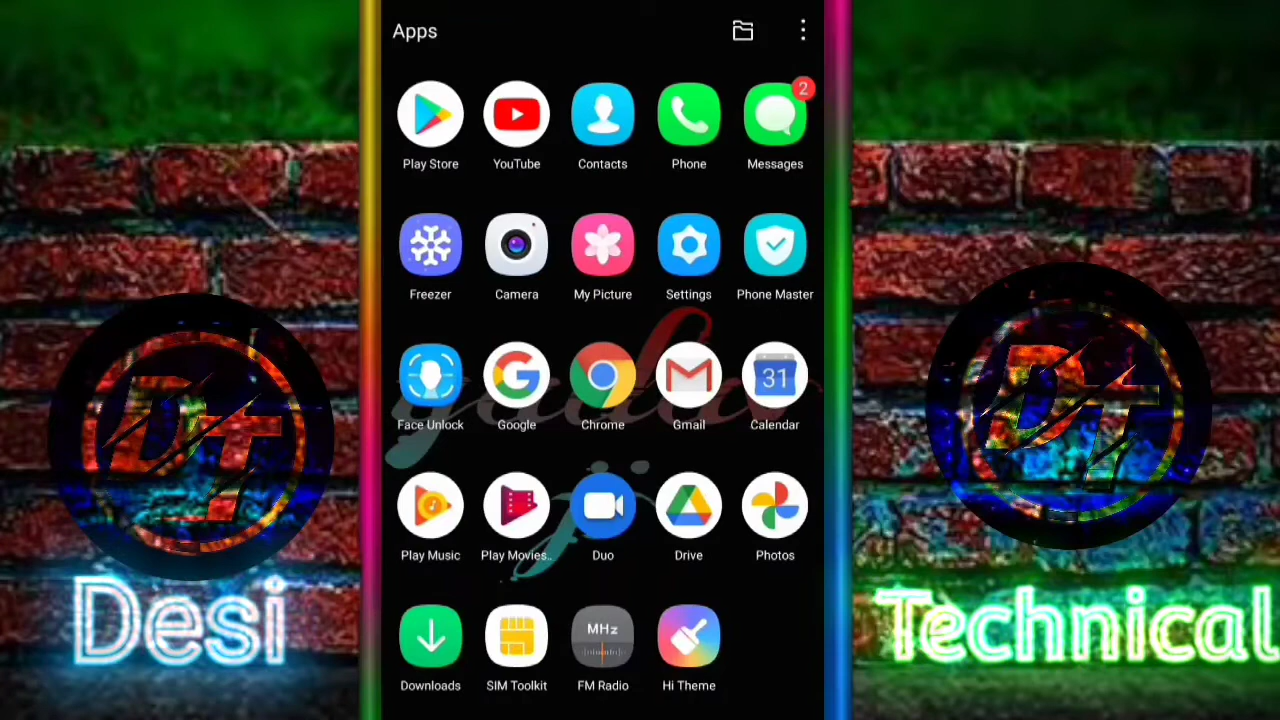 Apps
Play Store YouTube Contacts Phone Messages
2
Freezer Camera My Picture Settings Phone Master
31
Face Unlock Google Chrome Gmail Calendar
Play Music Play Movies.. Duo Drive Photos
MHz
Downloads SIM Toolkit FM Radio Hi Theme
DT
Desi
DT
Technical